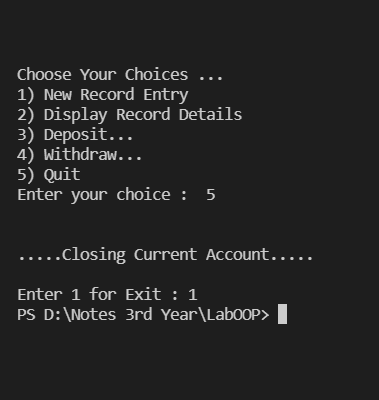 Choose Your Choices ...
1) New Record Entry
2) Display Record Details
3) Deposit...
4) Withdraw...
5) Quit
Enter your choice :  5
.....Closing Current Account.....
Enter 1 for Exit : 1
PS D:\Notes 3rd Year\LabOOP>